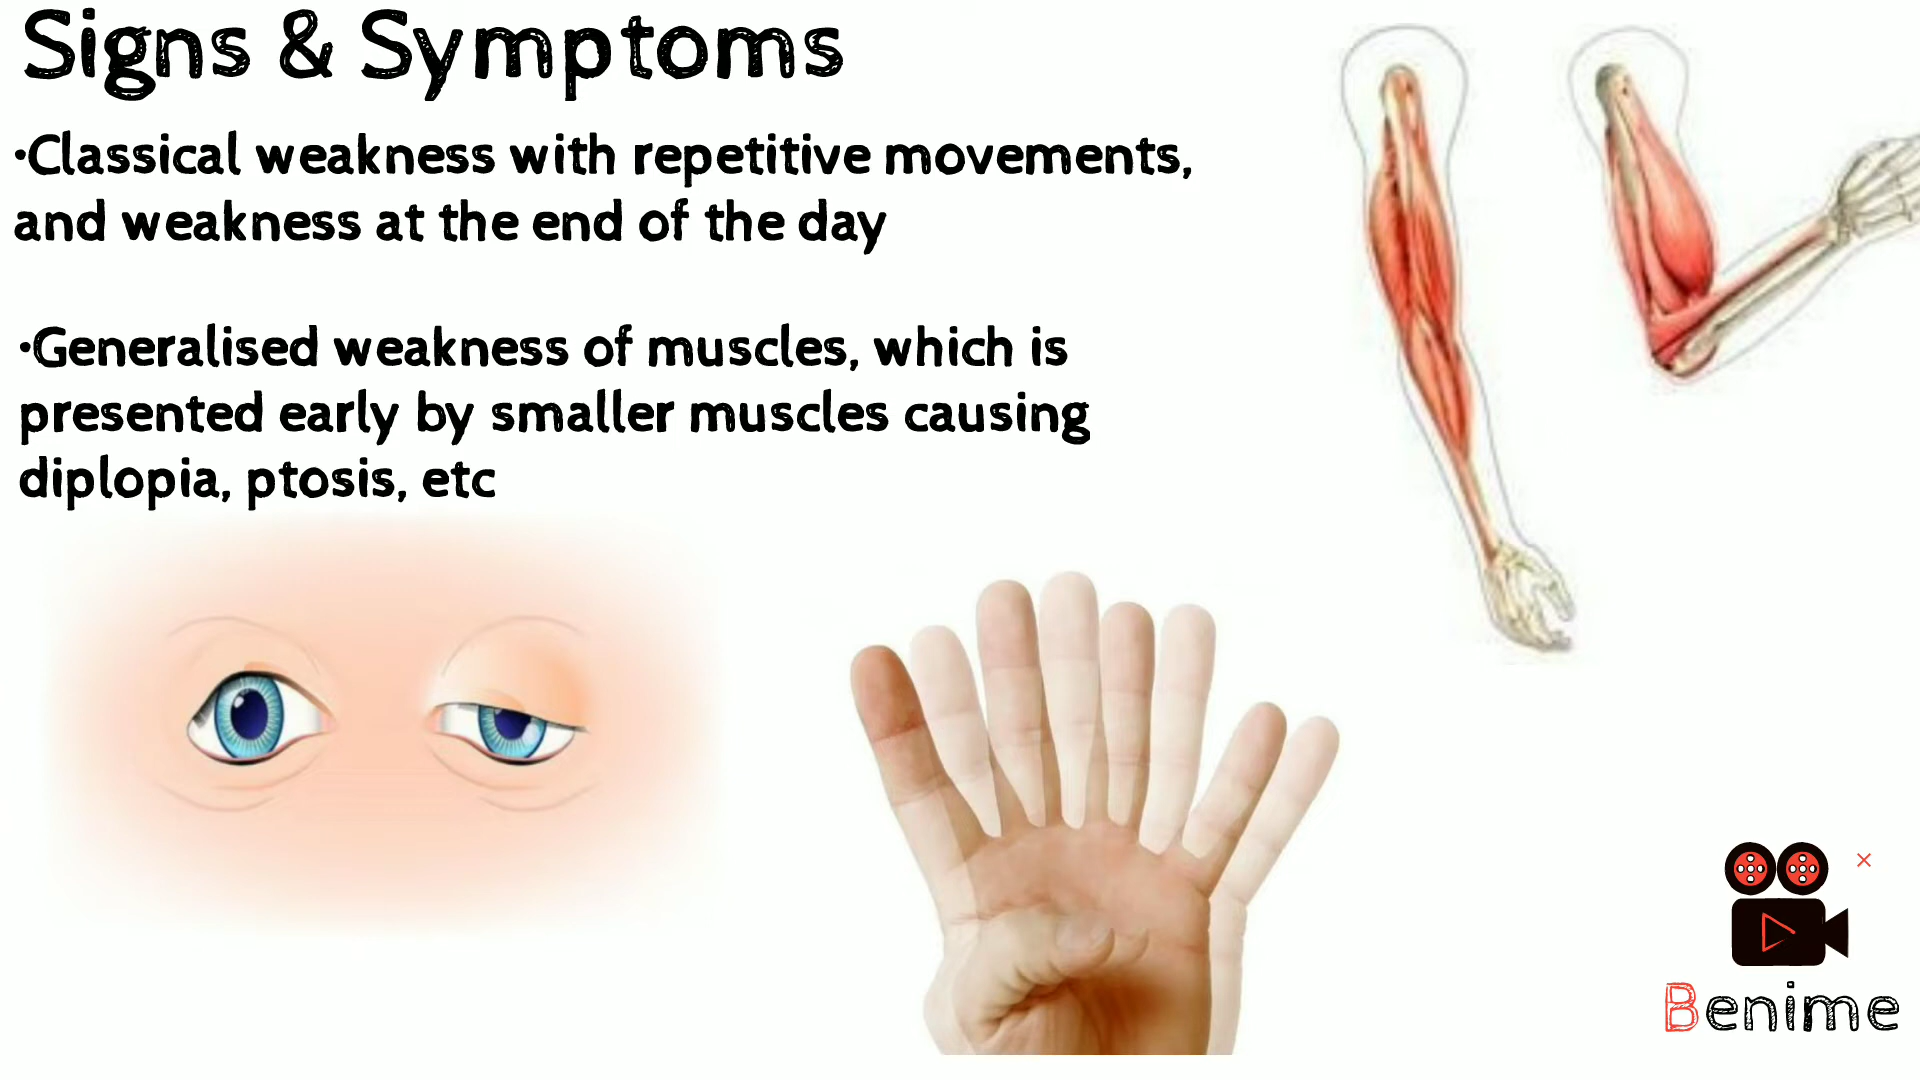 Signs & Symptoms
•Classical weakness with repetitive movements,
and weakness at the end of the day
•Generalised weakness of muscles, which is
presented early by smaller muscles causing
diplopia, ptosis, etc
Benime